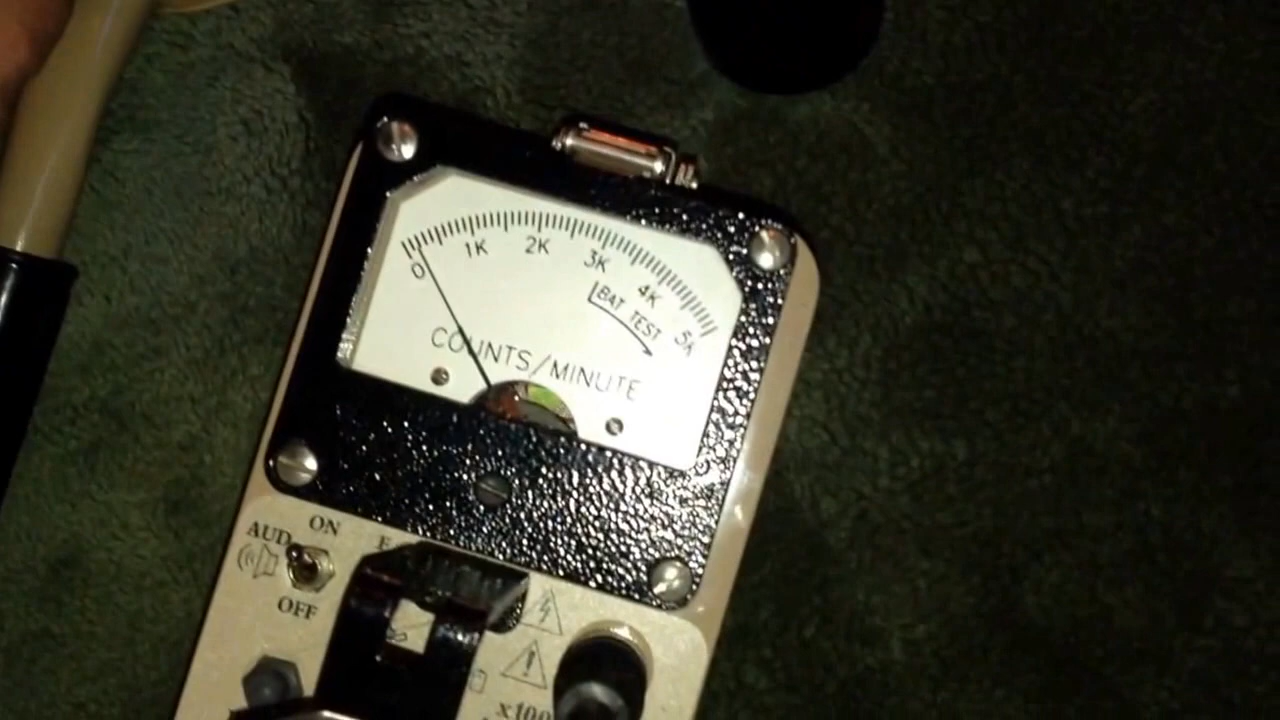 0 1K 2K 3K 4K 5K
BAT TEST
COUNTS/MINUTE
ON
AUD
OFF
F
x100